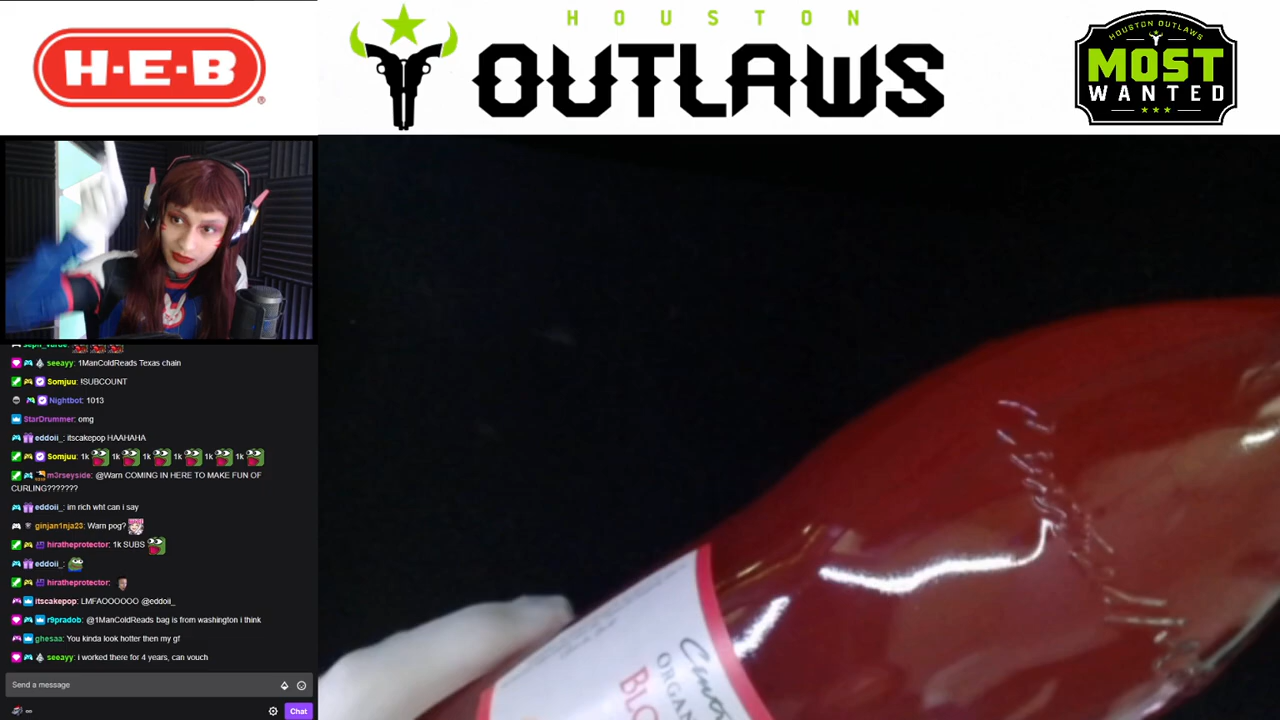 H-E-B
HOUSTON
OUTLAWS
HOUSTON OUTLAWS
MOST
WANTED
seeayy: 1ManColdReads Texas chain
Somjuu: !SUBCOUNT
Nightbot: 1013
StarDrummer: omg
eddoii_: itscakepop HAAHAHA
Somjuu: 1k 1k 1k 1k 1k 1k
m3rseyside: @Warn COMING IN HERE TO MAKE FUN OF
CURLING???????
eddoii_: im rich wht can i say
ginjan1nja23: Warn pog?
hiratheprotector: 1k SUBS
eddoii_:
hiratheprotector:
itscakepop: LMFAOOOOOO @eddoii_
r9pradob: @1ManColdReads bag is from washington i think
ghesaa: You kinda look hotter then my gf
seeayy: i worked there for 4 years, can vouch
Send a message
Chat